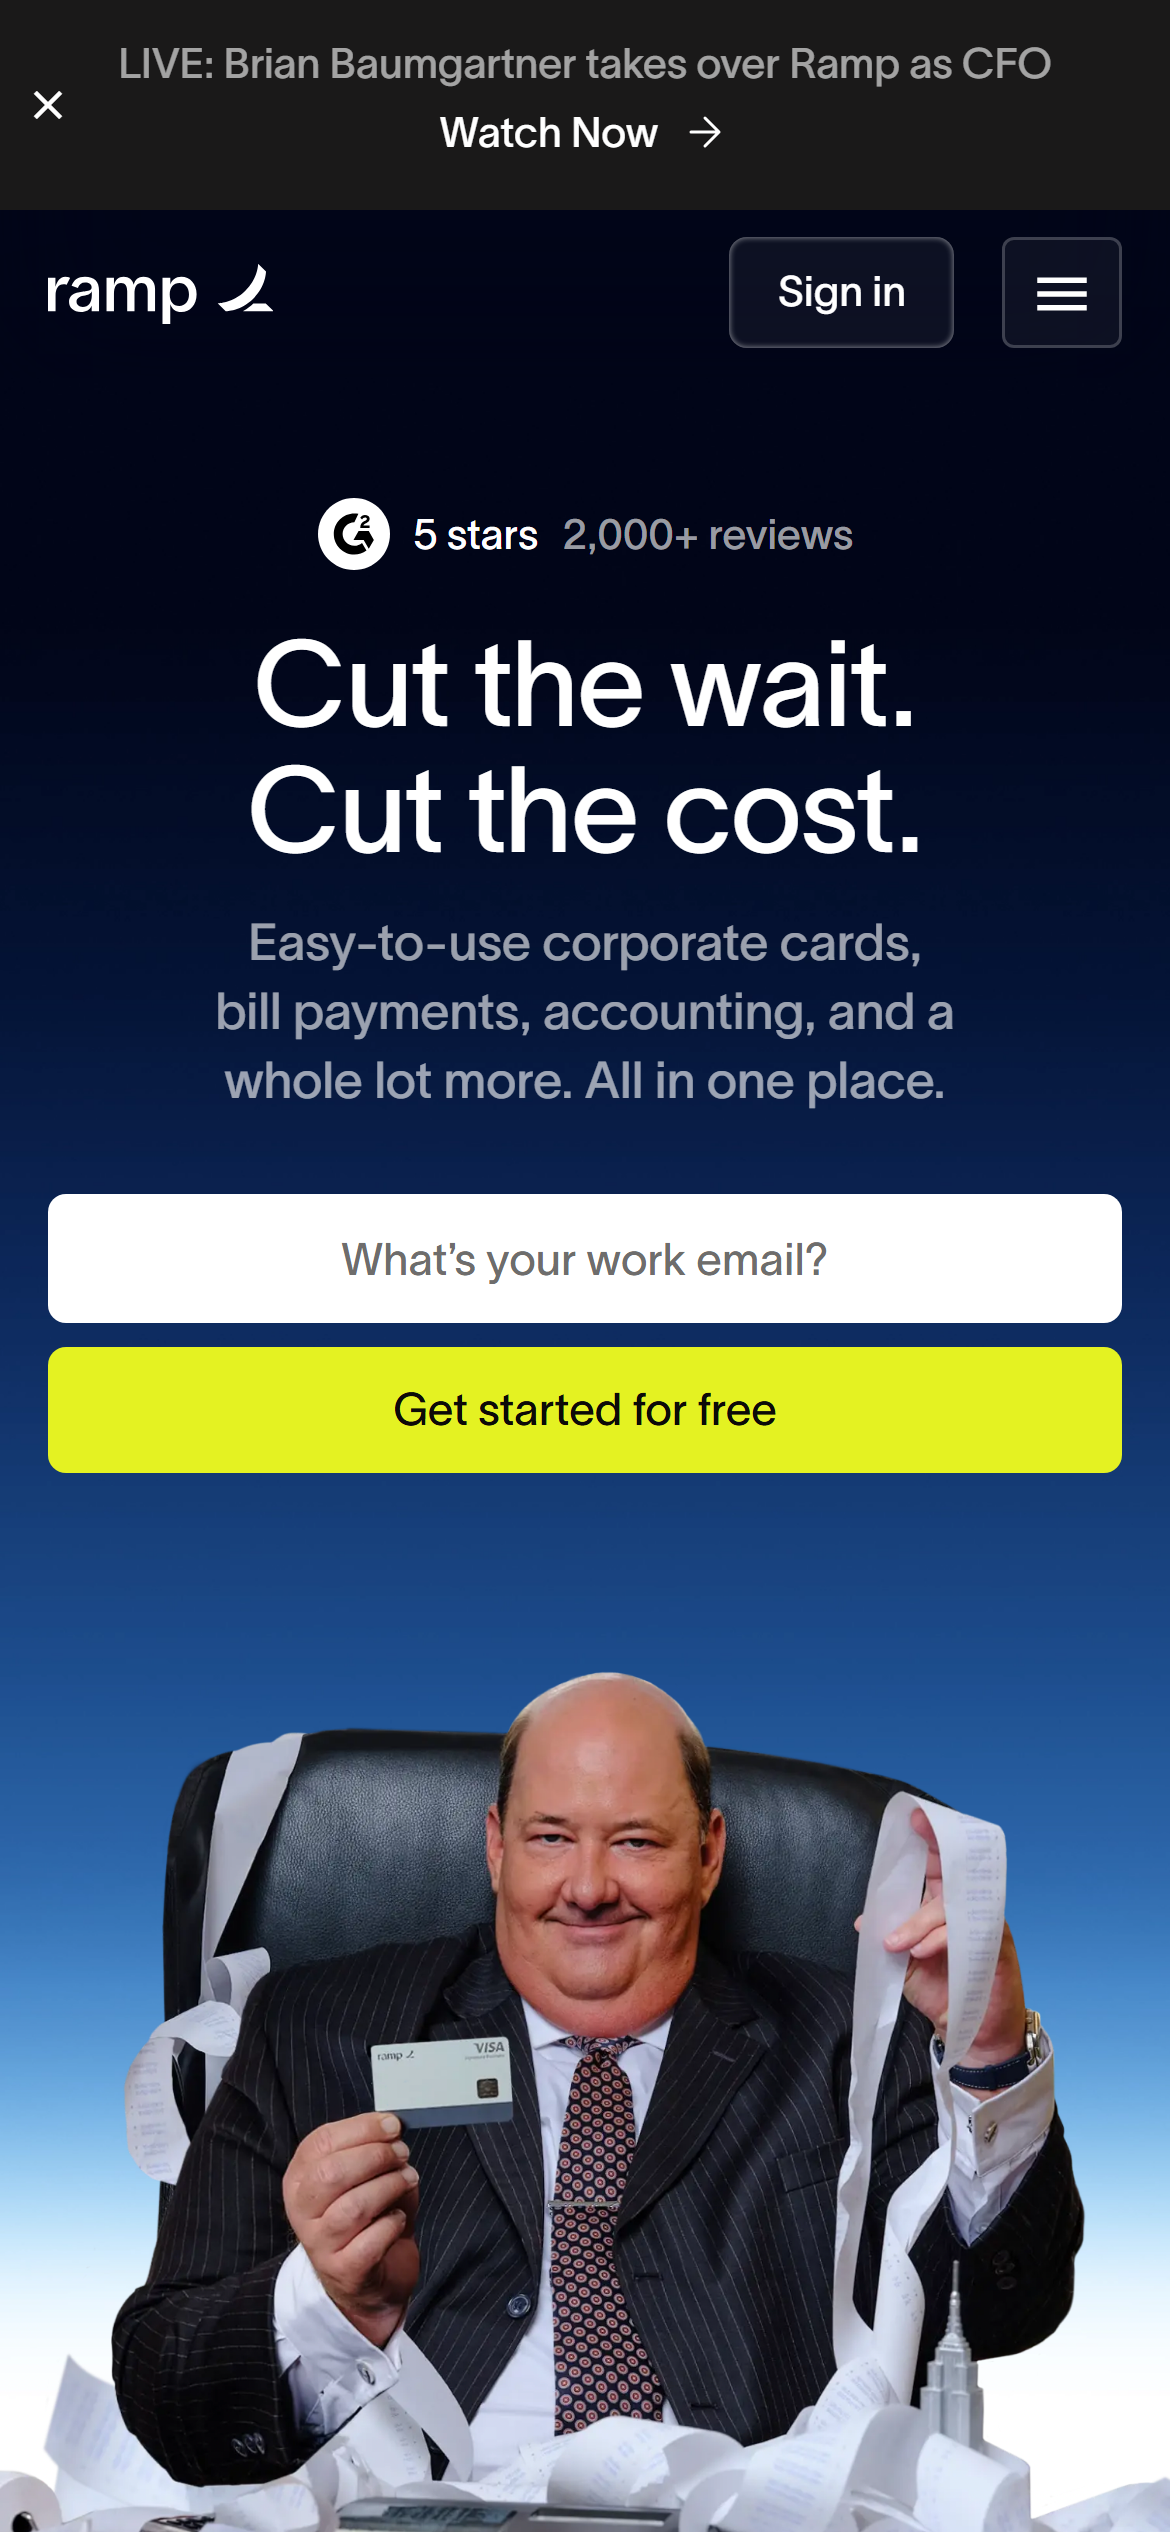 LIVE: Brian Baumgartner takes over Ramp as CFO
Watch Now →
ramp
Sign in
G2 5 stars 2,000+ reviews
Cut the wait.
Cut the cost.
Easy-to-use corporate cards,
bill payments, accounting, and a
whole lot more. All in one place.
What’s your work email?
Get started for free
ramp VISA